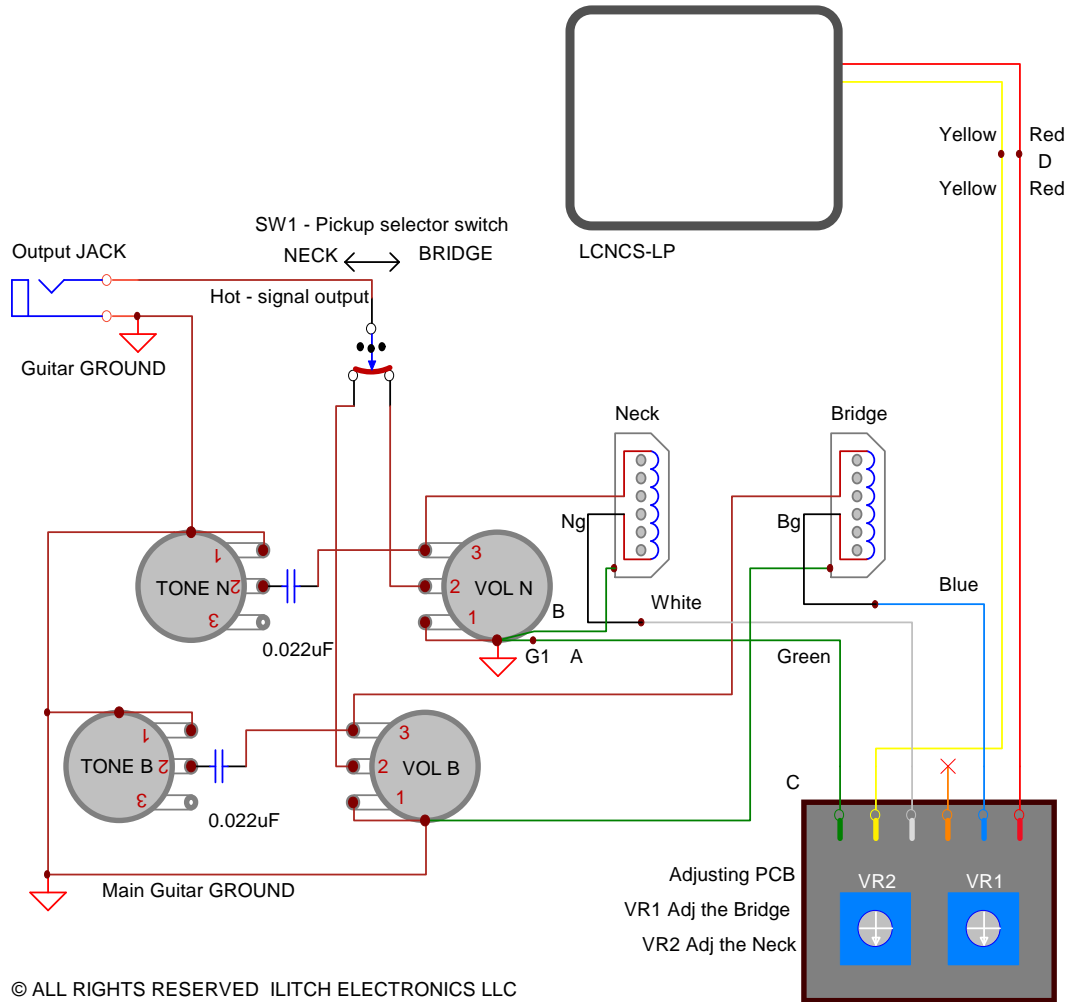 Yellow
Red
D
Yellow
Red
SW1 - Pickup selector switch
Output JACK
NECK
BRIDGE
LCNCS-LP
Hot - signal output
Guitar GROUND
Neck
Bridge
Ng
Bg
1
3
TONE N
2
2
VOL N
3
1
0.022uF
B
White
Blue
G1
A
Green
1
3
TONE B
2
2
VOL B
3
1
0.022uF
C
Main Guitar GROUND
Adjusting PCB
VR2
VR1
VR1 Adj the Bridge
VR2 Adj the Neck
© ALL RIGHTS RESERVED ILITCH ELECTRONICS LLC